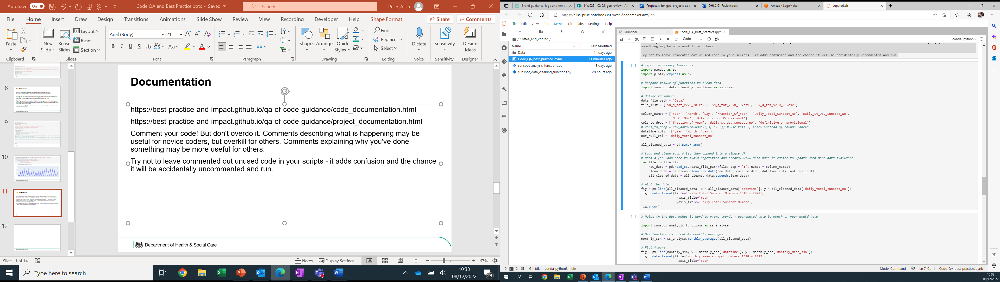 AutoSave On Code QA and Best Practice.pptx - Saved Search Prise, Ailsa
File Home Insert Draw Design Transitions Animations Slide Show Review View Recording Developer Help Shape Format Share Comments
Paste New Slide Reuse Slides Layout Reset Section Arial (Body) 21 Shapes Arrange Quick Styles Find Replace Select Dictate Sensitivity Design Ideas
Clipboard Slides Font Paragraph Drawing Editing Voice Sensitivity Designer
8
9
10
11
12
Documentation
https://best-practice-and-impact.github.io/qa-of-code-guidance/code_documentation.html
https://best-practice-and-impact.github.io/qa-of-code-guidance/project_documentation.html
Comment your code! But don't overdo it. Comments describing what is happening may be
useful for novice coders, but overkill for others. Comments explaining why you've done
something may be more useful for others.
Try not to leave commented out unused code in your scripts - it adds confusion and the chance
it will be accidentally uncommented and run.
Department of Health & Social Care
Slide 11 of 14 Notes Display Settings 67%
Type here to search 10:33
08/12/2022 23
Brand guidance, logo and temp NW025 - 02 OS geo review - All Proposals_for_geo_projects_add DHSC GI Review.docx Amazon SageMaker JupyterLab
https://ailsa-prise.notebook.eu-west-2.sagemaker.aws/lab
File Edit View Run Kernel Git Tabs Settings Help
/ Coffee_and_coding /
Name Last Modified
Data 14 days ago
Code_QA_best_practice.ipynb 11 minutes ago
sunspot_analysis_functions.py 8 days ago
sunspot_data_cleaning_functions.py 20 hours ago
Launcher Code_QA_best_practice.ipyn
Code git conda_python3
something may be more useful for others.
Try not to leave commented out unused code in your scripts - it adds confusion and the chance it will be accidentally uncommented and run.
[ ]: # import necessary functions
import pandas as pd
import plotly.express as px
# bespoke module of functions to clean data
import sunspot_data_cleaning_functions as ss_clean
# define variables
data_file_path = 'Data/'
file_list = ['SN_d_tot_V2.0_18.csv', 'SN_d_tot_V2.0_19.csv', 'SN_d_tot_V2.0_20.csv']
column_names = ['Year', 'Month', 'Day', 'Fraction_Of_Year', 'Daily_Total_Sunspot_No', 'Daily_St_Dev_Sunspot_No',
'No_Of_Obs', 'Definitive_Or_Provisional']
cols_to_drop = ['fraction_of_year', 'daily_st_dev_sunspot_no', 'definitive_or_provisional']
# cols_to_drop = raw_data.columns.[[3, 5, 7]] # use this if index instead of column labels
datetime_cols = ['year','month','day']
not_null_col = 'daily_total_sunspot_no'
all_cleaned_data = pd.DataFrame()
# load and clean each file, then append into a single df
# Used a for loop here to avoid repetition and errors, will also make it easier to update when more data available
for file in file_list:
raw_data = pd.read_csv(data_file_path+file, sep = ';', names = column_names)
clean_data = ss_clean.clean_raw_data(raw_data, cols_to_drop, datetime_cols, not_null_col)
all_cleaned_data = all_cleaned_data.append(clean_data)
# plot the data
fig = px.line(all_cleaned_data, x = all_cleaned_data['datetime'], y = all_cleaned_data['daily_total_sunspot_no'])
fig.update_layout(title='Daily Total Sunspot Numbers 1818 - 2022',
xaxis_title='Year',
yaxis_title='Daily Total Sunspot Number')
fig.show()
[ ]: # Noise in the data makes it hard to views trends - aggregated data by month or year would help
import sunspot_analysis_functions as ss_analyse
# Use function to calculate monthly averages
monthly_ssn = ss_analyse.monthly_averages(all_cleaned_data)
# Plot figure
fig = px.line(monthly_ssn, x = monthly_ssn['datetime'], y = monthly_ssn['monthly_mean_ssn'])
fig.update_layout(title='Monthly mean sunspot numbers 1818 - 2022',
xaxis_title='Year',
0 2 Git: idle conda_python3 | Idle Mode: Command Ln 7, Col 1 Code_QA_best_practice.ipynb
10:33
08/12/2022